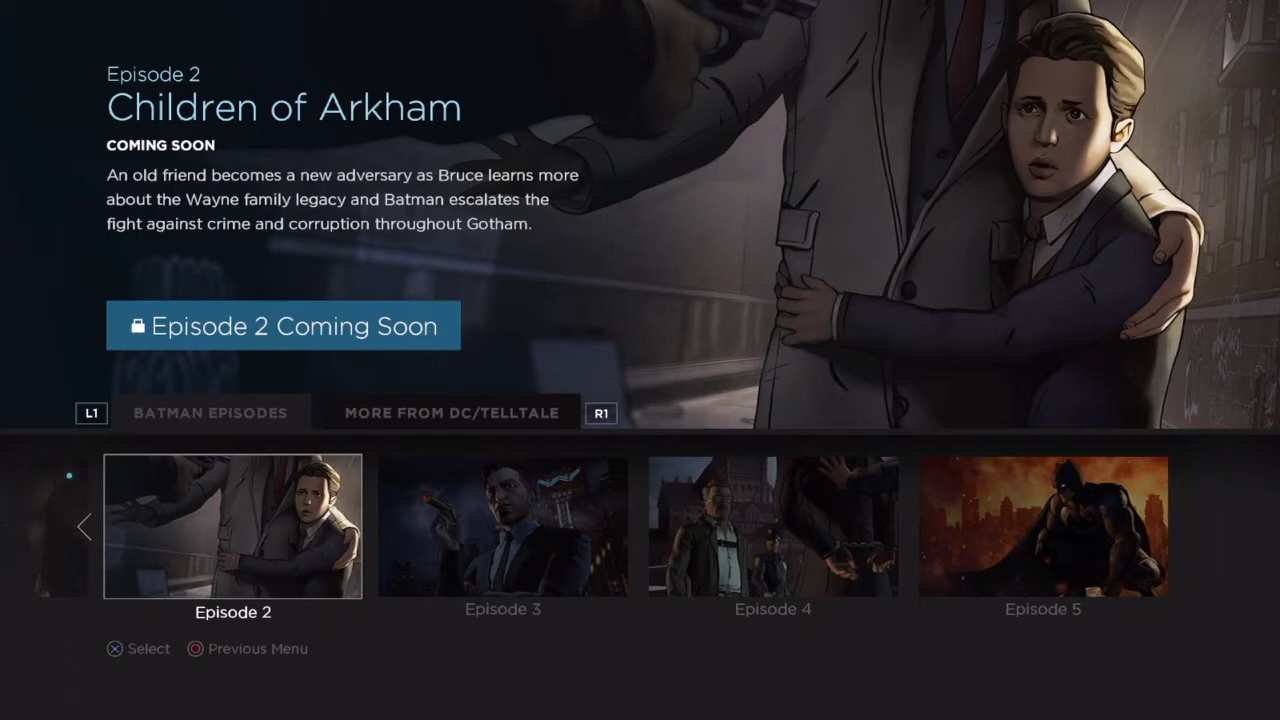 Episode 2
Children of Arkham
COMING SOON
An old friend becomes a new adversary as Bruce learns more
about the Wayne family legacy and Batman escalates the
fight against crime and corruption throughout Gotham.
Episode 2 Coming Soon
L1 BATMAN EPISODES MORE FROM DC/TELLTALE R1
Episode 2 Episode 3 Episode 4 Episode 5
Select Previous Menu